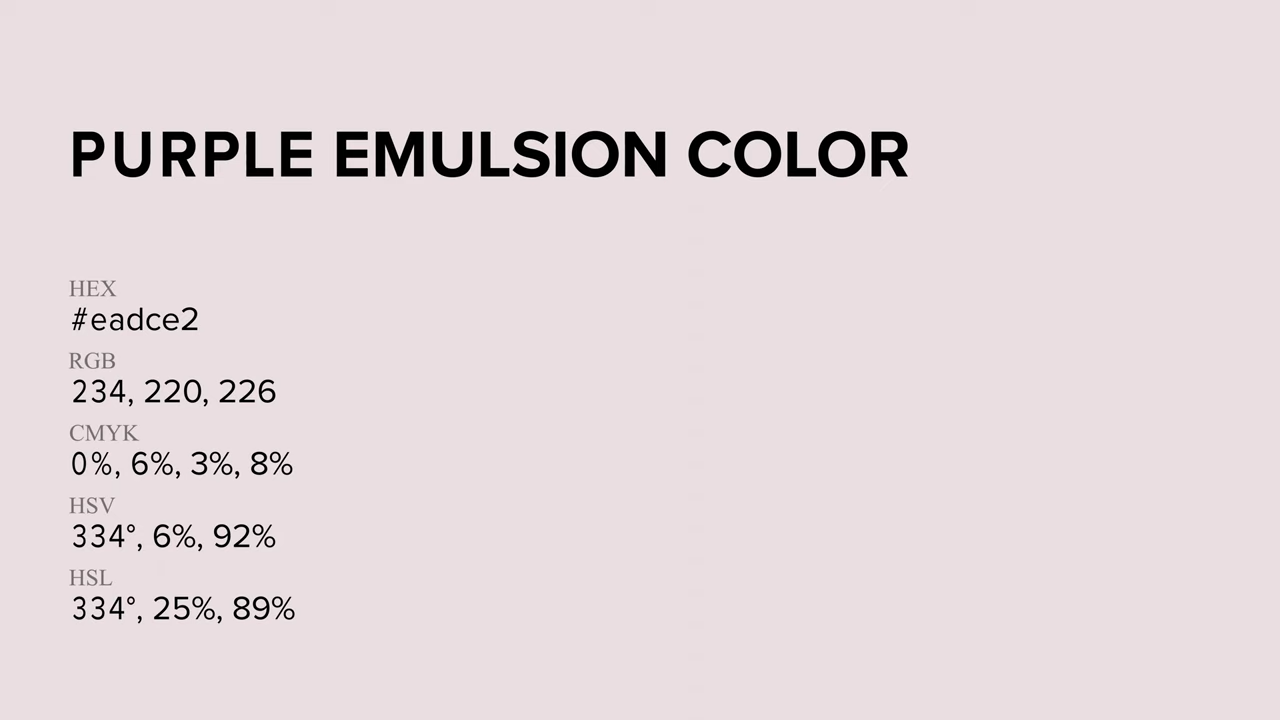 PURPLE EMULSION COLOR
HEX
#eadce2
RGB
234, 220, 226
CMYK
0%, 6%, 3%, 8%
HSV
334°, 6%, 92%
HSL
334°, 25%, 89%